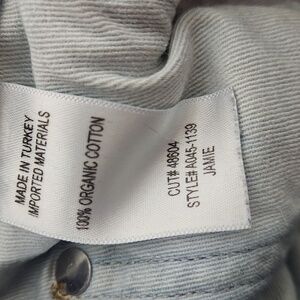 MADE IN TURKEY
IMPORTED MATERIALS
100% ORGANIC COTTON
CUT# 48604
STYLE# A045-1139
JAMIE